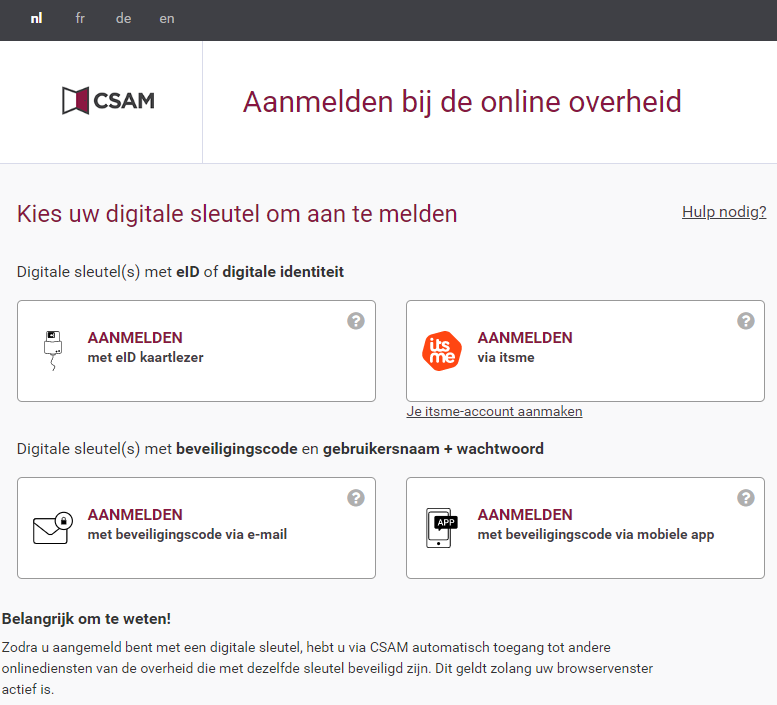 nl fr de en
CSAM
Aanmelden bij de online overheid
Kies uw digitale sleutel om aan te melden
Hulp nodig?
Digitale sleutel(s) met eID of digitale identiteit
AANMELDEN
met eID kaartlezer
?
itsme
AANMELDEN
via itsme
?
Je itsme-account aanmaken
Digitale sleutel(s) met beveiligingscode en gebruikersnaam + wachtwoord
AANMELDEN
met beveiligingscode via e-mail
?
APP
AANMELDEN
met beveiligingscode via mobiele app
?
Belangrijk om te weten!
Zodra u aangemeld bent met een digitale sleutel, hebt u via CSAM automatisch toegang tot andere
onlinediensten van de overheid die met dezelfde sleutel beveiligd zijn. Dit geldt zolang uw browservenster
actief is.